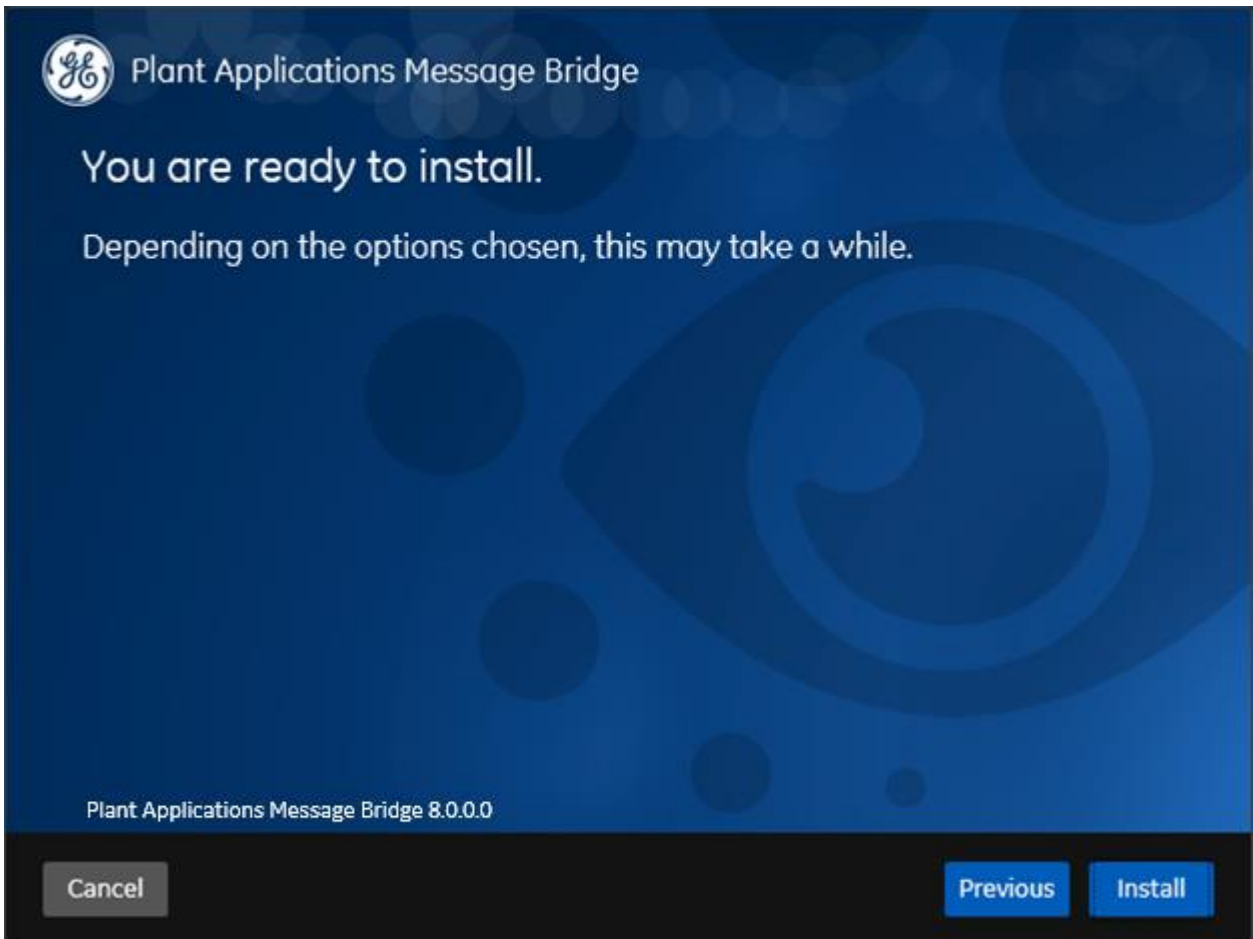 Plant Applications Message Bridge
You are ready to install.
Depending on the options chosen, this may take a while.
Plant Applications Message Bridge 8.0.0.0
Cancel
Previous
Install